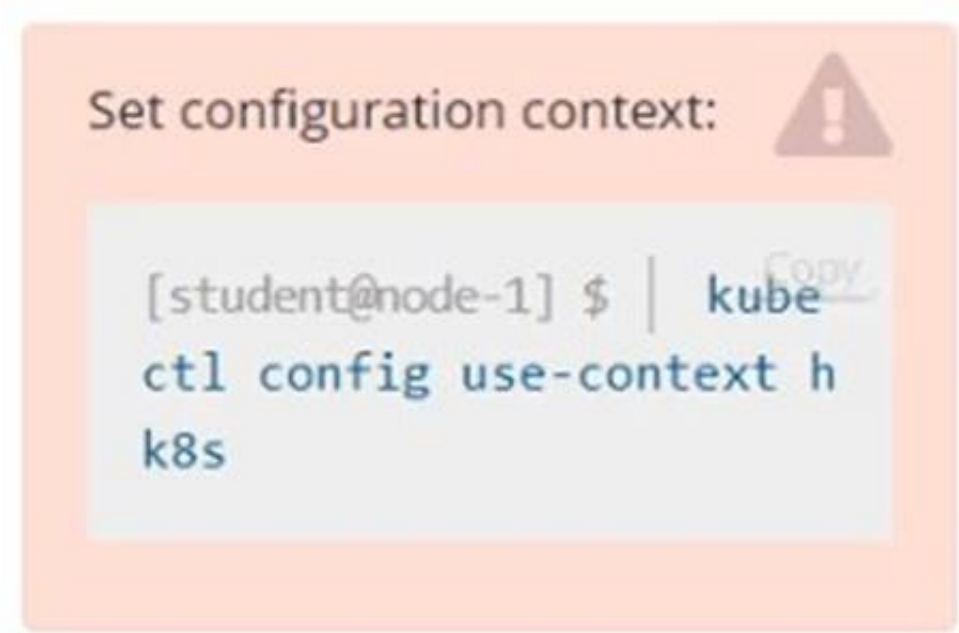 Set configuration context:
Copy
[student@node-1] $ | kube
ctl config use-context h
k8s